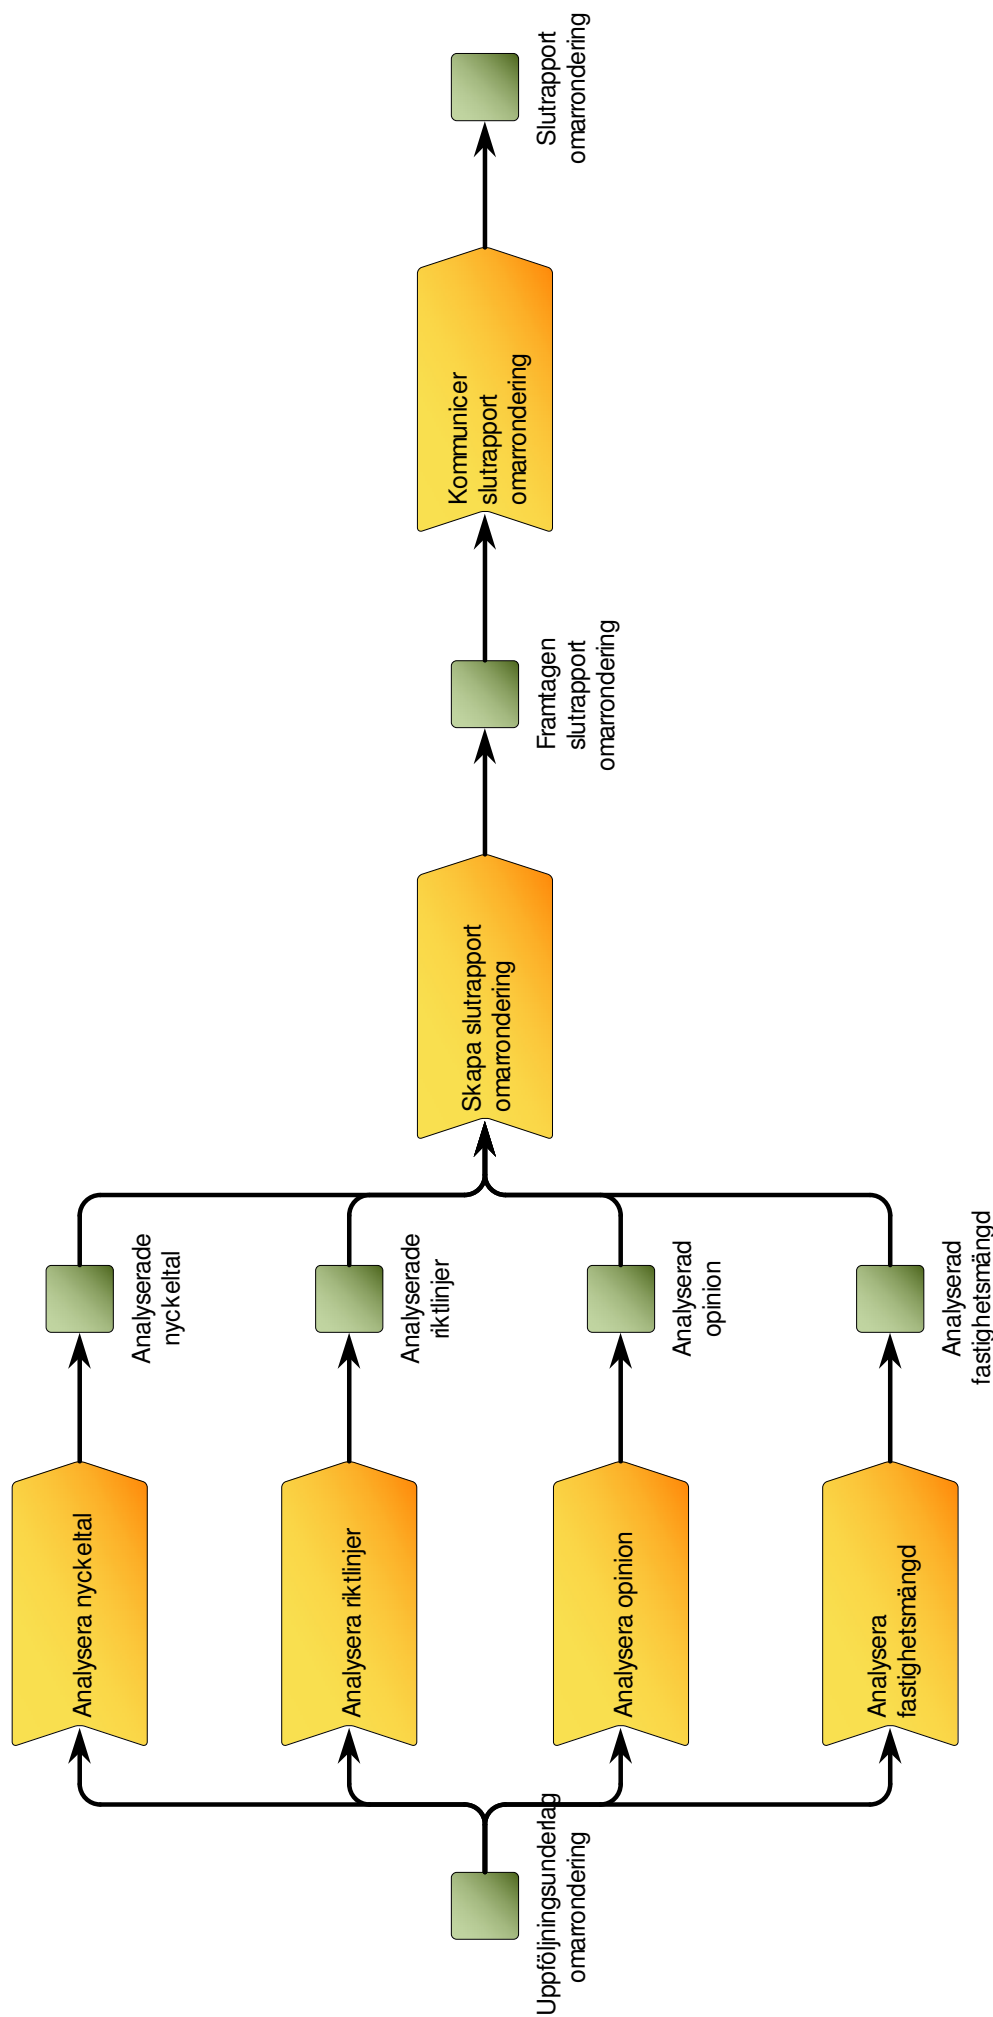 Uppföljningsunderlag
omarrondering
Analysera nyckeltal
Analyserade
nyckeltal
Analysera riktlinjer
Analyserade
riktlinjer
Analysera opinion
Analyserad
opinion
Analysera
fastighetsmängd
Analyserad
fastighetsmängd
Skapa slutrapport
omarrondering
Framtagen
slutrapport
omarrondering
Kommunicer
slutrapport
omarrondering
Slutrapport
omarrondering